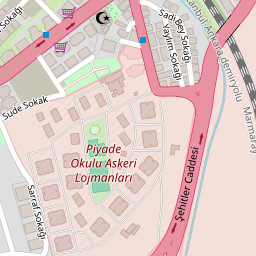 Sokağı
Sadi Bey Sokağı
Yaylım Sokağı
İstanbul-Ankara demiryolu
Marmaray
Sude Sokak
Piyade
Okulu Askeri
Lojmanları
Şehitler Caddesi
Sarraf Sokağı